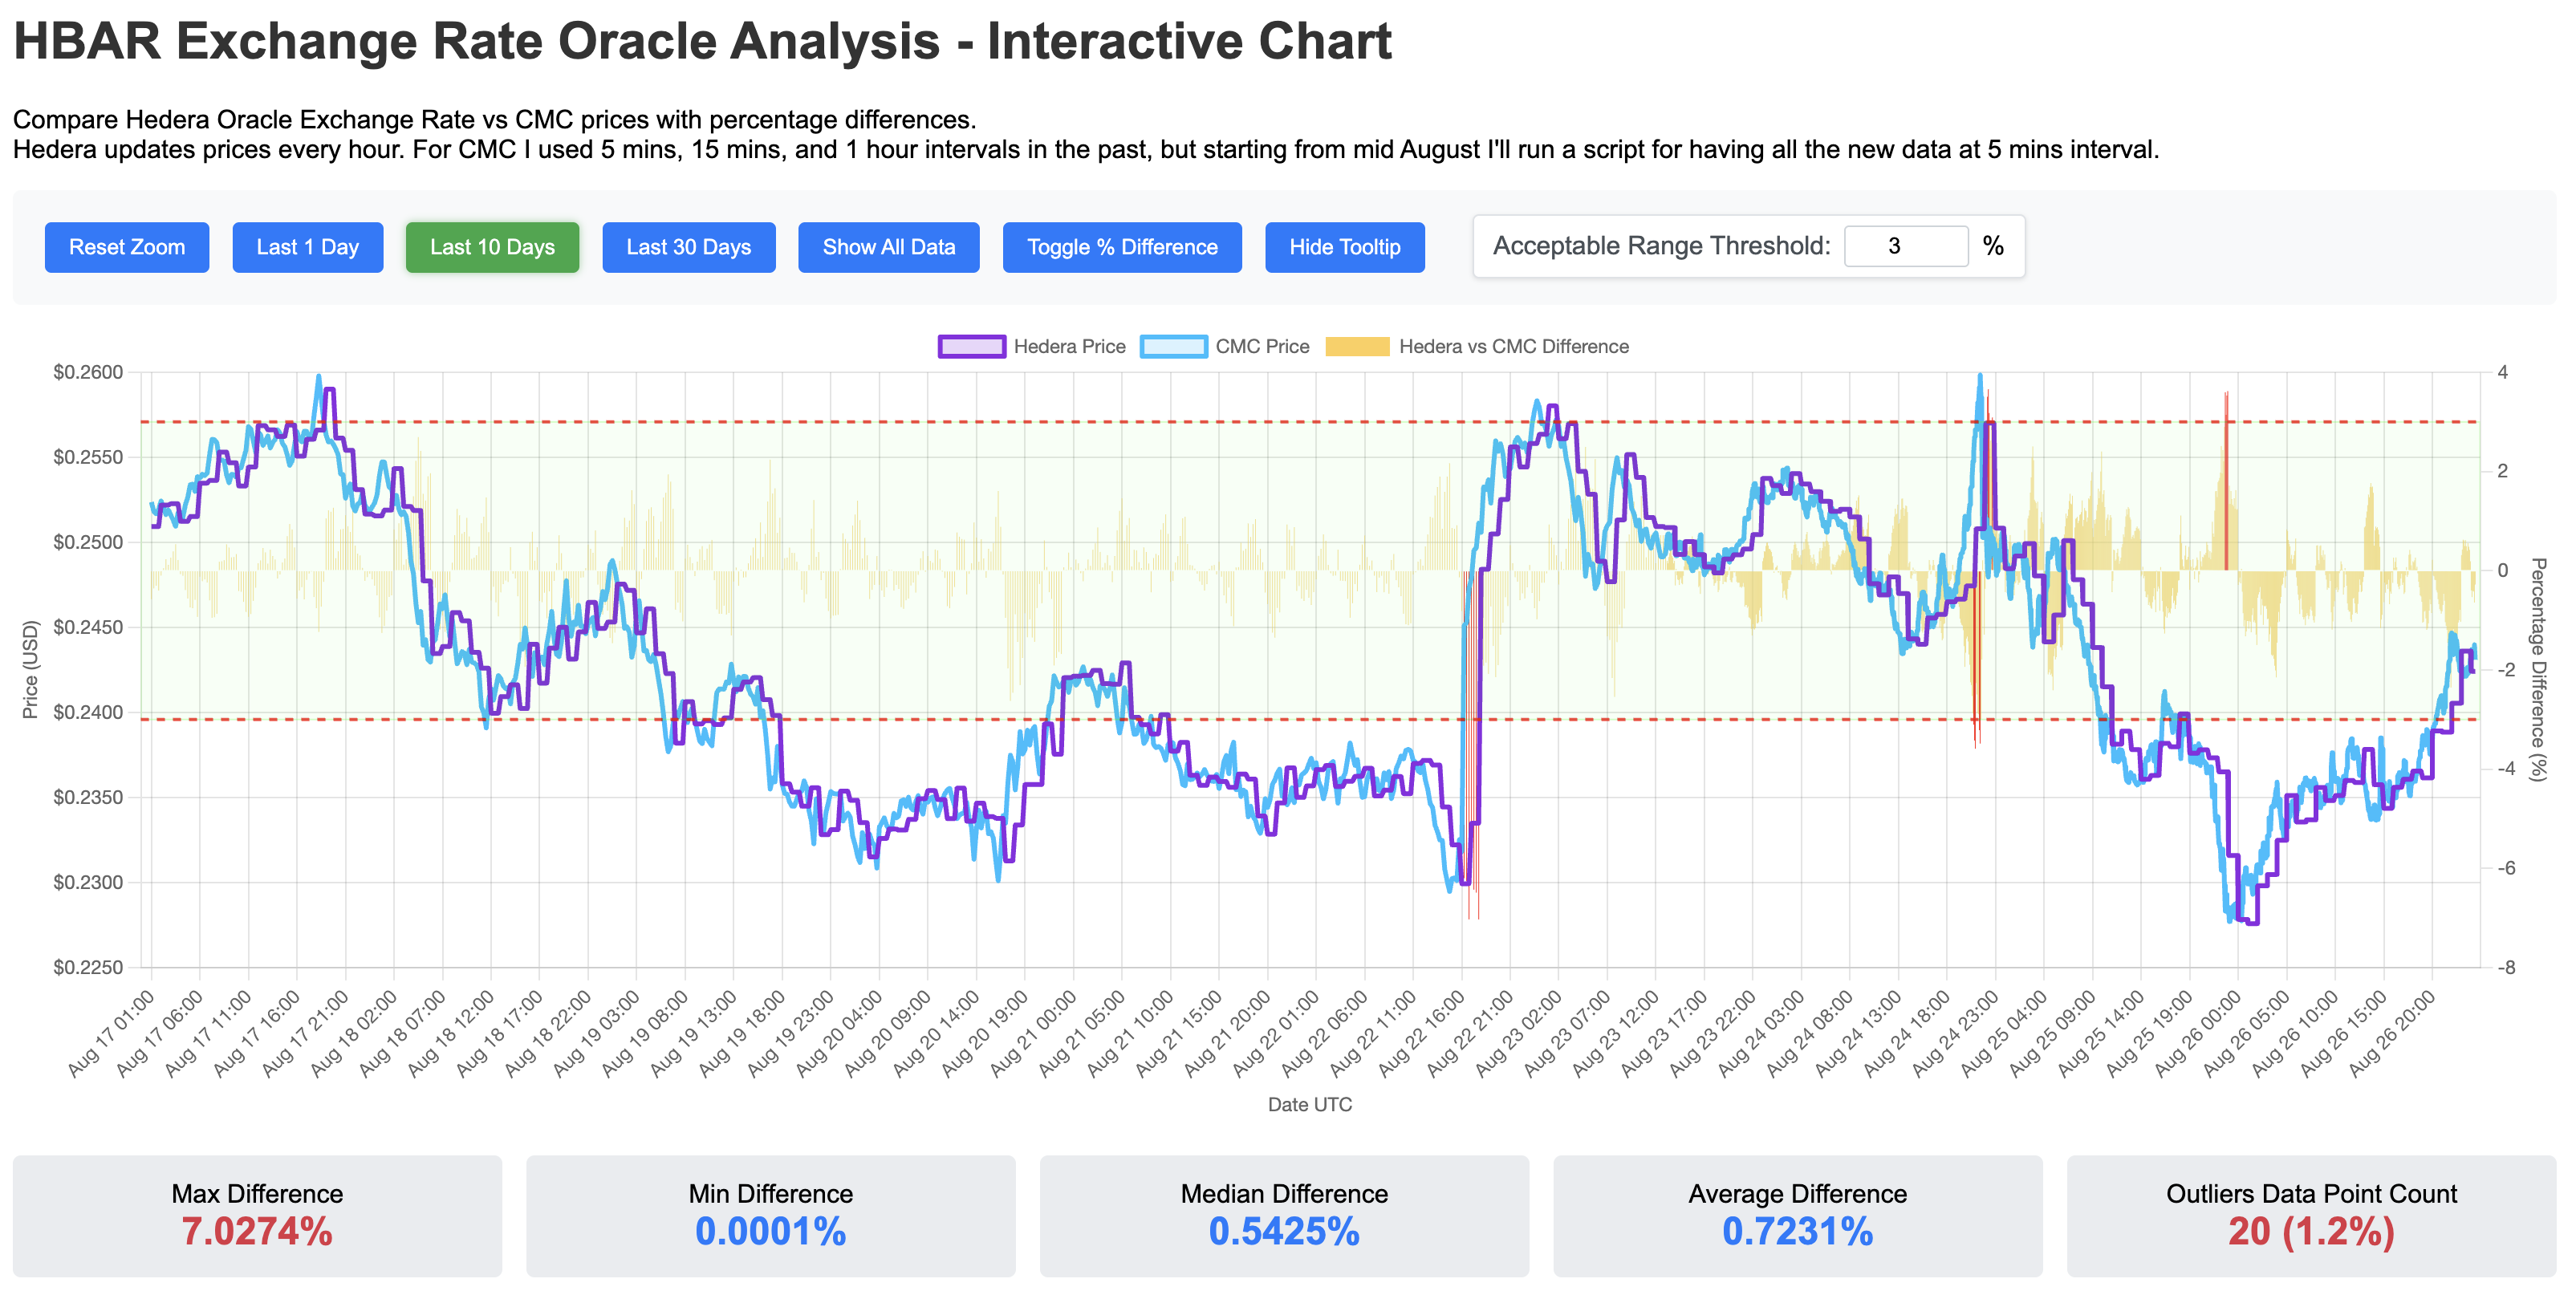 HBAR Exchange Rate Oracle Analysis - Interactive Chart
Compare Hedera Oracle Exchange Rate vs CMC prices with percentage differences.
Hedera updates prices every hour. For CMC I used 5 mins, 15 mins, and 1 hour intervals in the past, but starting from mid August I'll run a script for having all the new data at 5 mins interval.
Reset Zoom Last 1 Day Last 10 Days Last 30 Days Show All Data Toggle % Difference Hide Tooltip Acceptable Range Threshold: 3 %
Hedera Price CMC Price Hedera vs CMC Difference
Price (USD)
$0.2600
$0.2550
$0.2500
$0.2450
$0.2400
$0.2350
$0.2300
$0.2250
4
2
0
-2
-4
-6
-8
Percentage Difference (%)
Aug 17 01:00
Aug 17 06:00
Aug 17 11:00
Aug 17 16:00
Aug 17 21:00
Aug 18 02:00
Aug 18 07:00
Aug 18 12:00
Aug 18 17:00
Aug 18 22:00
Aug 19 03:00
Aug 19 08:00
Aug 19 13:00
Aug 19 18:00
Aug 19 23:00
Aug 20 04:00
Aug 20 09:00
Aug 20 14:00
Aug 20 19:00
Aug 21 00:00
Aug 21 05:00
Aug 21 10:00
Aug 21 15:00
Aug 21 20:00
Aug 22 01:00
Aug 22 06:00
Aug 22 11:00
Aug 22 16:00
Aug 22 21:00
Aug 23 02:00
Aug 23 07:00
Aug 23 12:00
Aug 23 17:00
Aug 23 22:00
Aug 24 03:00
Aug 24 08:00
Aug 24 13:00
Aug 24 18:00
Aug 24 23:00
Aug 25 04:00
Aug 25 09:00
Aug 25 14:00
Aug 25 19:00
Aug 26 00:00
Aug 26 05:00
Aug 26 10:00
Aug 26 15:00
Aug 26 20:00
Date UTC
Max Difference
7.0274%
Min Difference
0.0001%
Median Difference
0.5425%
Average Difference
0.7231%
Outliers Data Point Count
20 (1.2%)